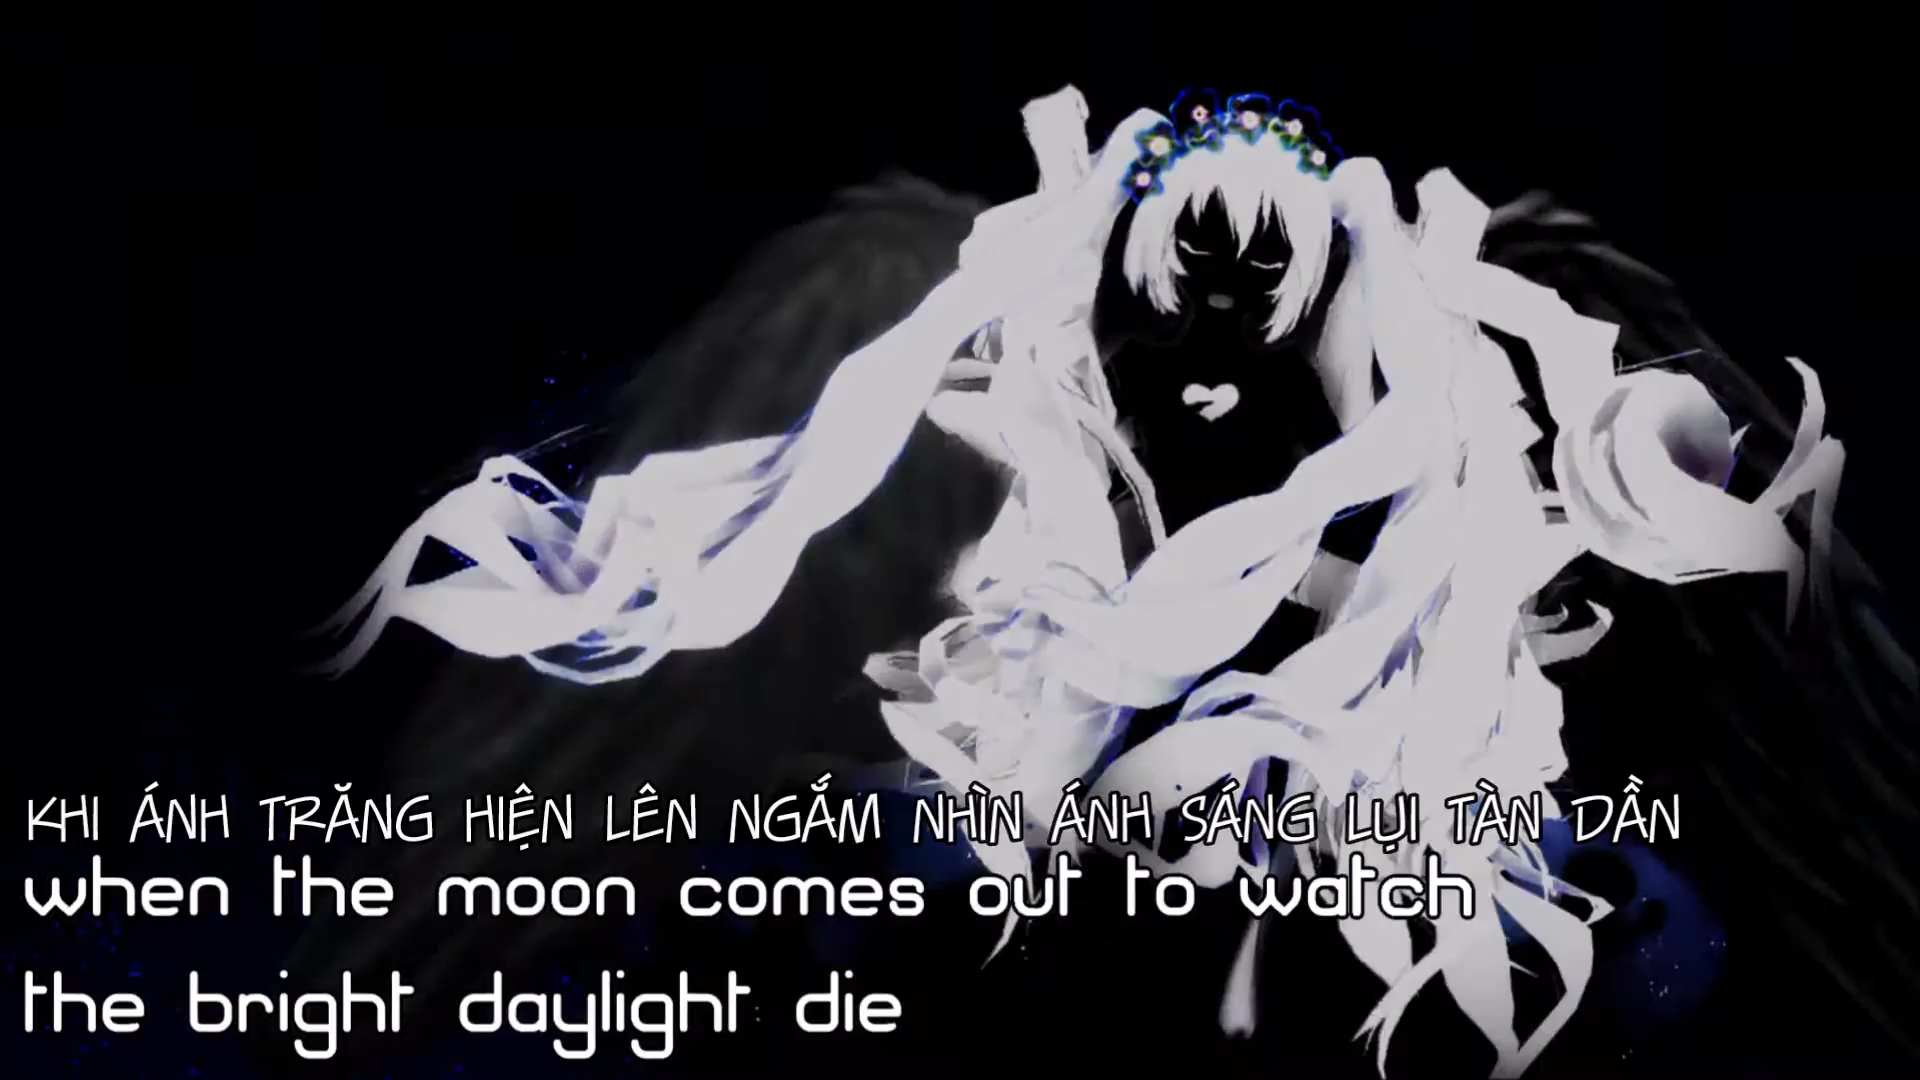 KHI ÁNH TRĂNG HIỆN LÊN NGẮM NHÌN ÁNH SÁNG LỤI TÀN DẦN
when the moon comes out to watch
the bright daylight die